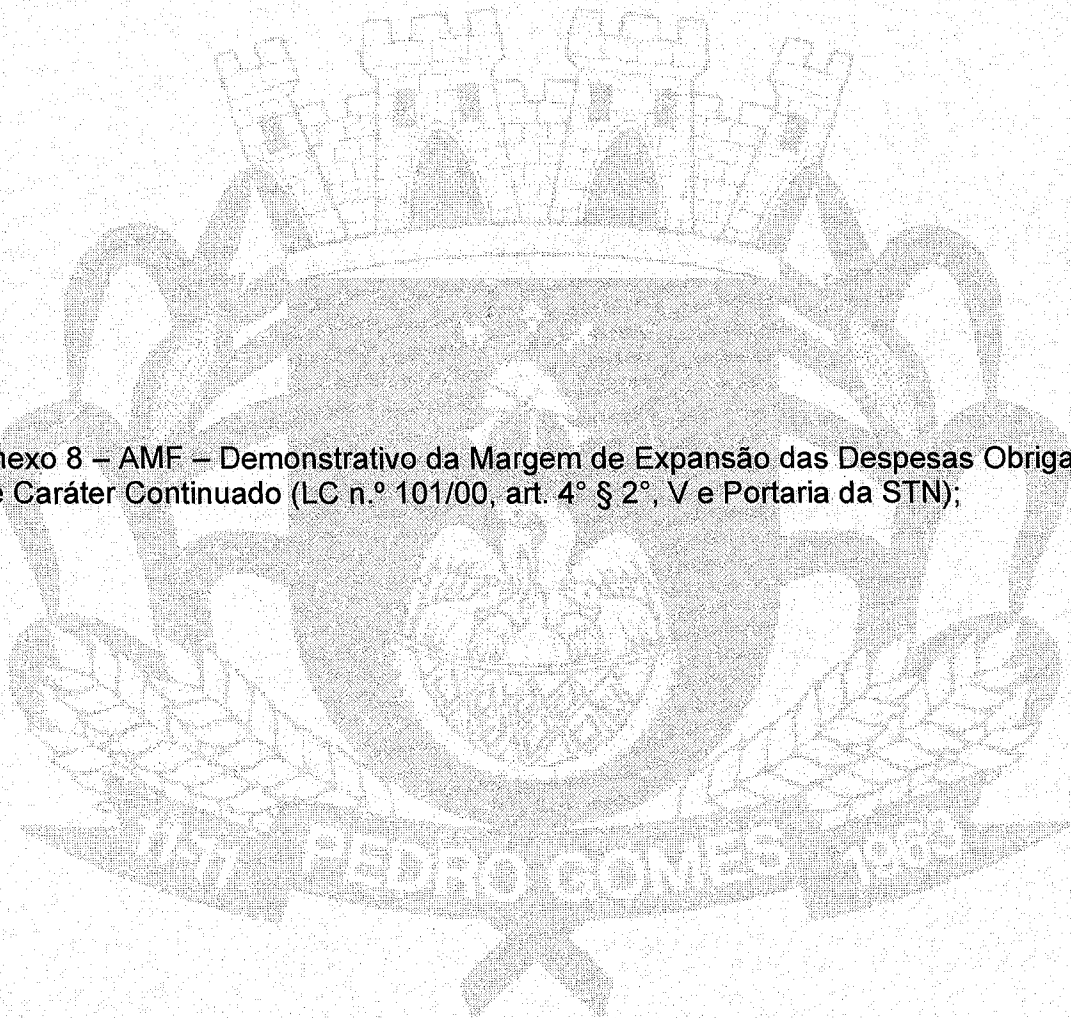 nexo 8 – AMF – Demonstrativo da Margem de Expansão das Despesas Obriga
e Caráter Continuado (LC n.º 101/00, art. 4° § 2°, V e Portaria da STN);
11-11 PEDRO GOMES 1963